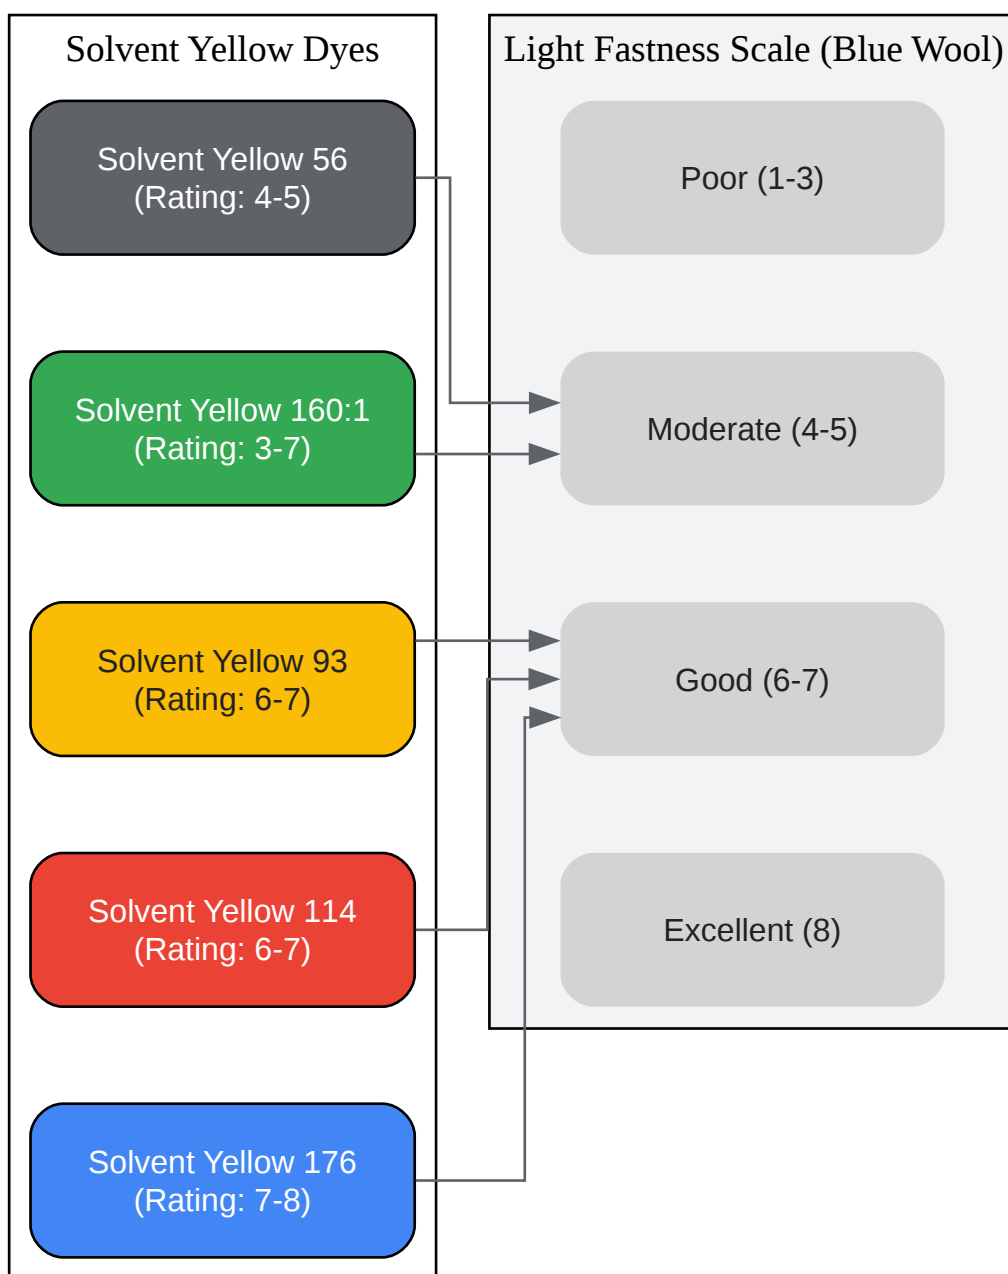 Solvent Yellow Dyes
Solvent Yellow 56
(Rating: 4-5)
Solvent Yellow 160:1
(Rating: 3-7)
Solvent Yellow 93
(Rating: 6-7)
Solvent Yellow 114
(Rating: 6-7)
Solvent Yellow 176
(Rating: 7-8)
Light Fastness Scale (Blue Wool)
Poor (1-3)
Moderate (4-5)
Good (6-7)
Excellent (8)